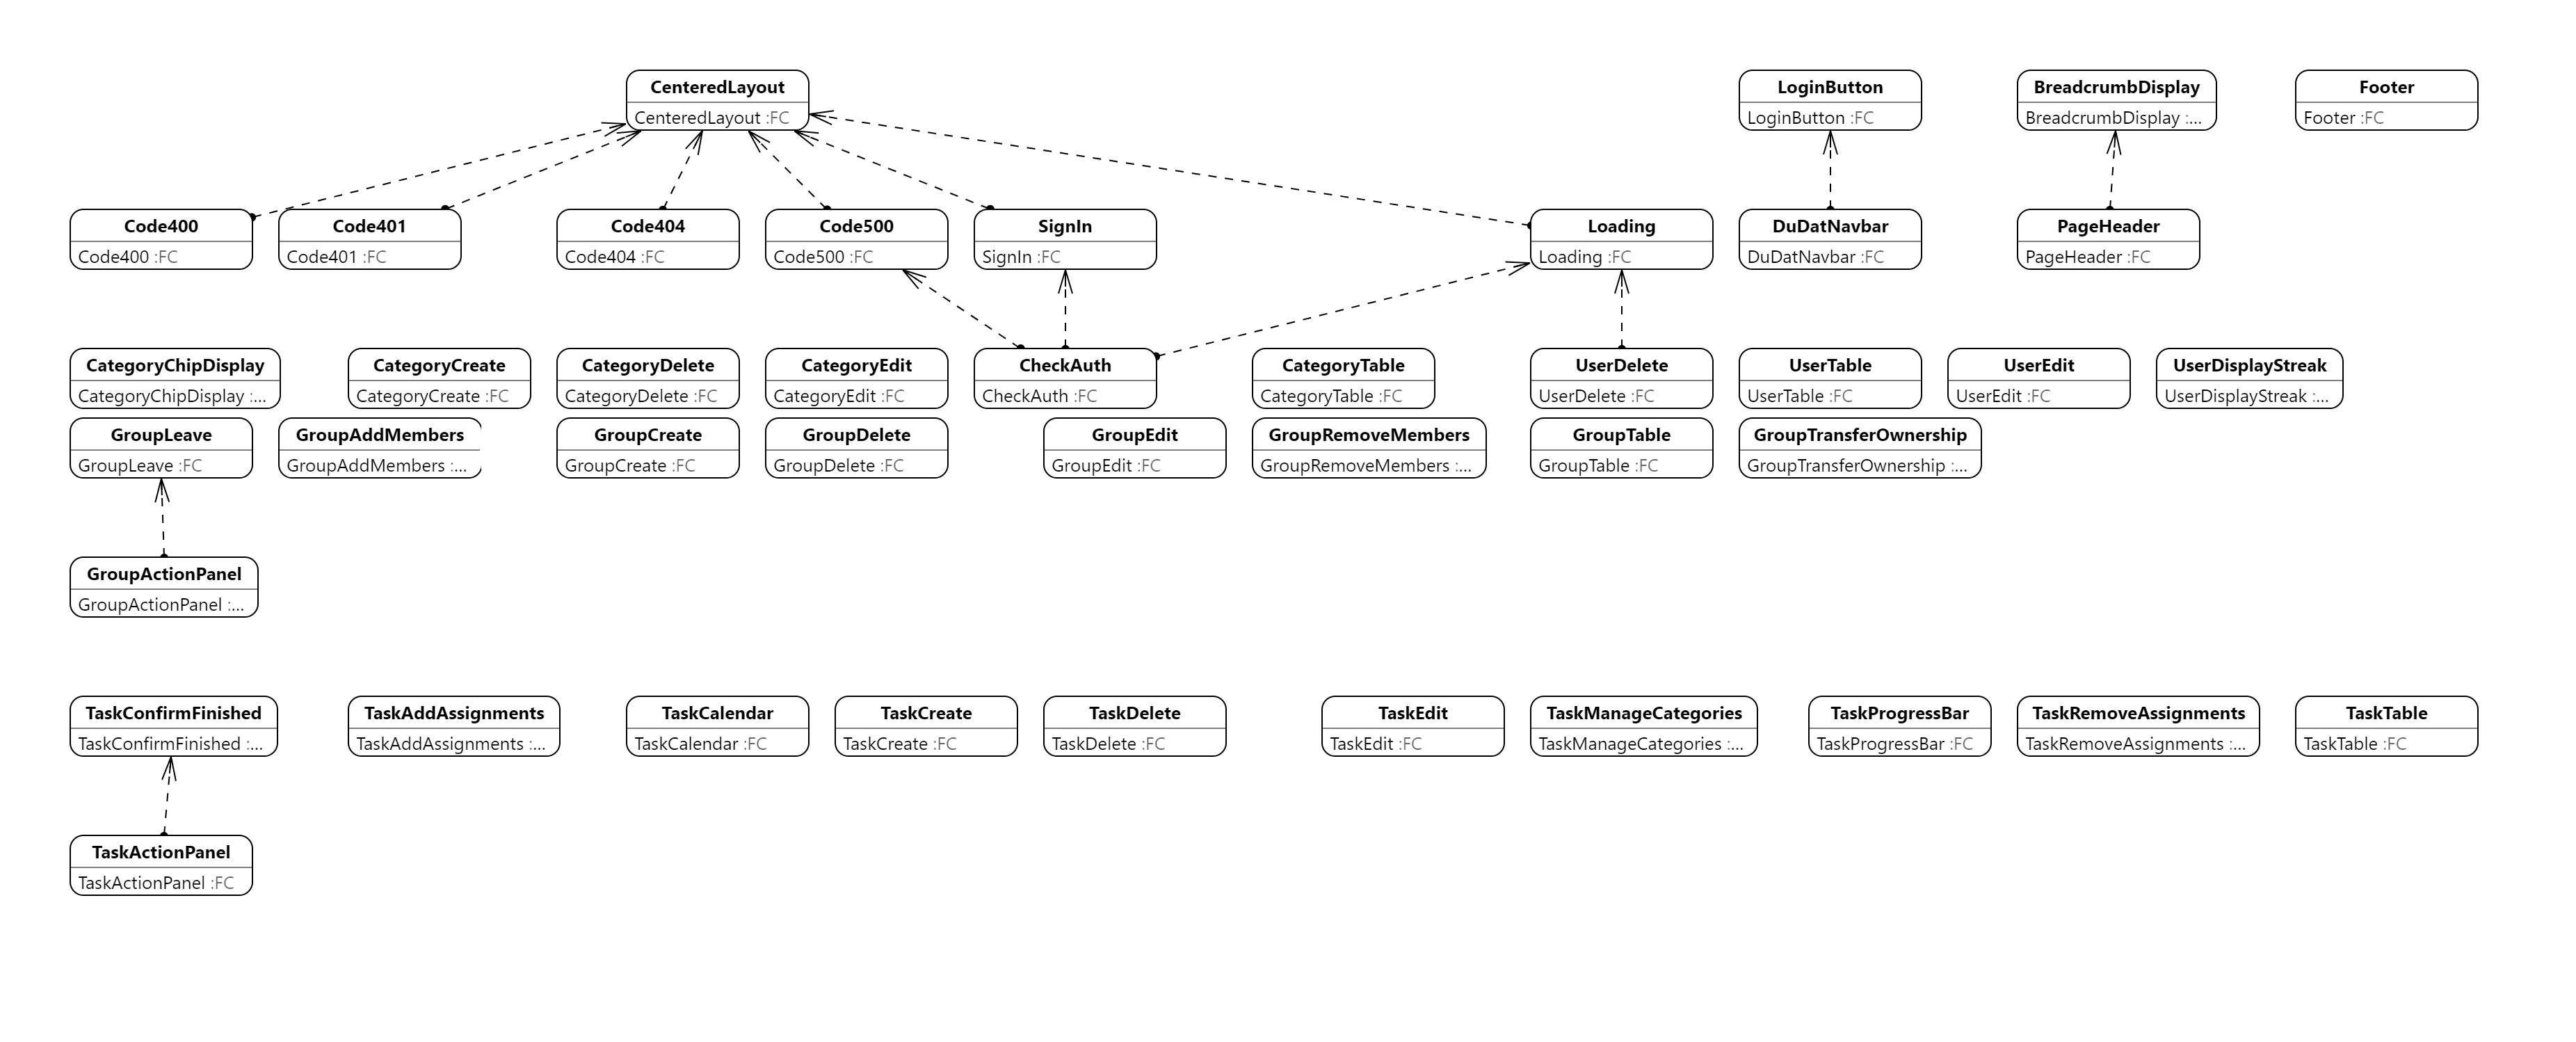 CenteredLayout
CenteredLayout :FC
LoginButton
LoginButton :FC
BreadcrumbDisplay
BreadcrumbDisplay :...
Footer
Footer :FC
Code400
Code400 :FC
Code401
Code401 :FC
Code404
Code404 :FC
Code500
Code500 :FC
SignIn
SignIn :FC
Loading
Loading :FC
DuDatNavbar
DuDatNavbar :FC
PageHeader
PageHeader :FC
CategoryChipDisplay
CategoryChipDisplay :...
CategoryCreate
CategoryCreate :FC
CategoryDelete
CategoryDelete :FC
CategoryEdit
CategoryEdit :FC
CheckAuth
CheckAuth :FC
CategoryTable
CategoryTable :FC
UserDelete
UserDelete :FC
UserTable
UserTable :FC
UserEdit
UserEdit :FC
UserDisplayStreak
UserDisplayStreak :...
GroupLeave
GroupLeave :FC
GroupAddMembers
GroupAddMembers :...
GroupCreate
GroupCreate :FC
GroupDelete
GroupDelete :FC
GroupEdit
GroupEdit :FC
GroupRemoveMembers
GroupRemoveMembers :...
GroupTable
GroupTable :FC
GroupTransferOwnership
GroupTransferOwnership :...
GroupActionPanel
GroupActionPanel :...
TaskConfirmFinished
TaskConfirmFinished :...
TaskAddAssignments
TaskAddAssignments :...
TaskCalendar
TaskCalendar :FC
TaskCreate
TaskCreate :FC
TaskDelete
TaskDelete :FC
TaskEdit
TaskEdit :FC
TaskManageCategories
TaskManageCategories :...
TaskProgressBar
TaskProgressBar :FC
TaskRemoveAssignments
TaskRemoveAssignments :...
TaskTable
TaskTable :FC
TaskActionPanel
TaskActionPanel :FC